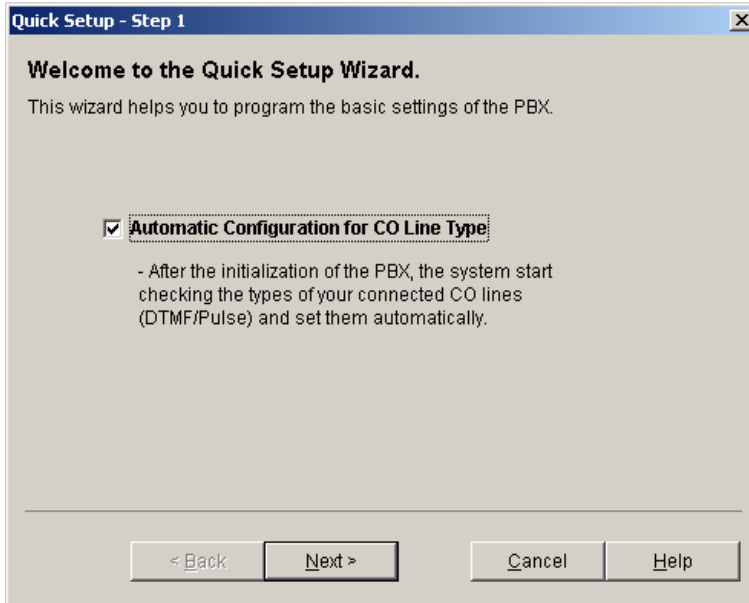 Quick Setup - Step 1
Welcome to the Quick Setup Wizard.
This wizard helps you to program the basic settings of the PBX.
Automatic Configuration for CO Line Type
- After the initialization of the PBX, the system start
checking the types of your connected CO lines
(DTMF/Pulse) and set them automatically.
< Back Next > Cancel Help